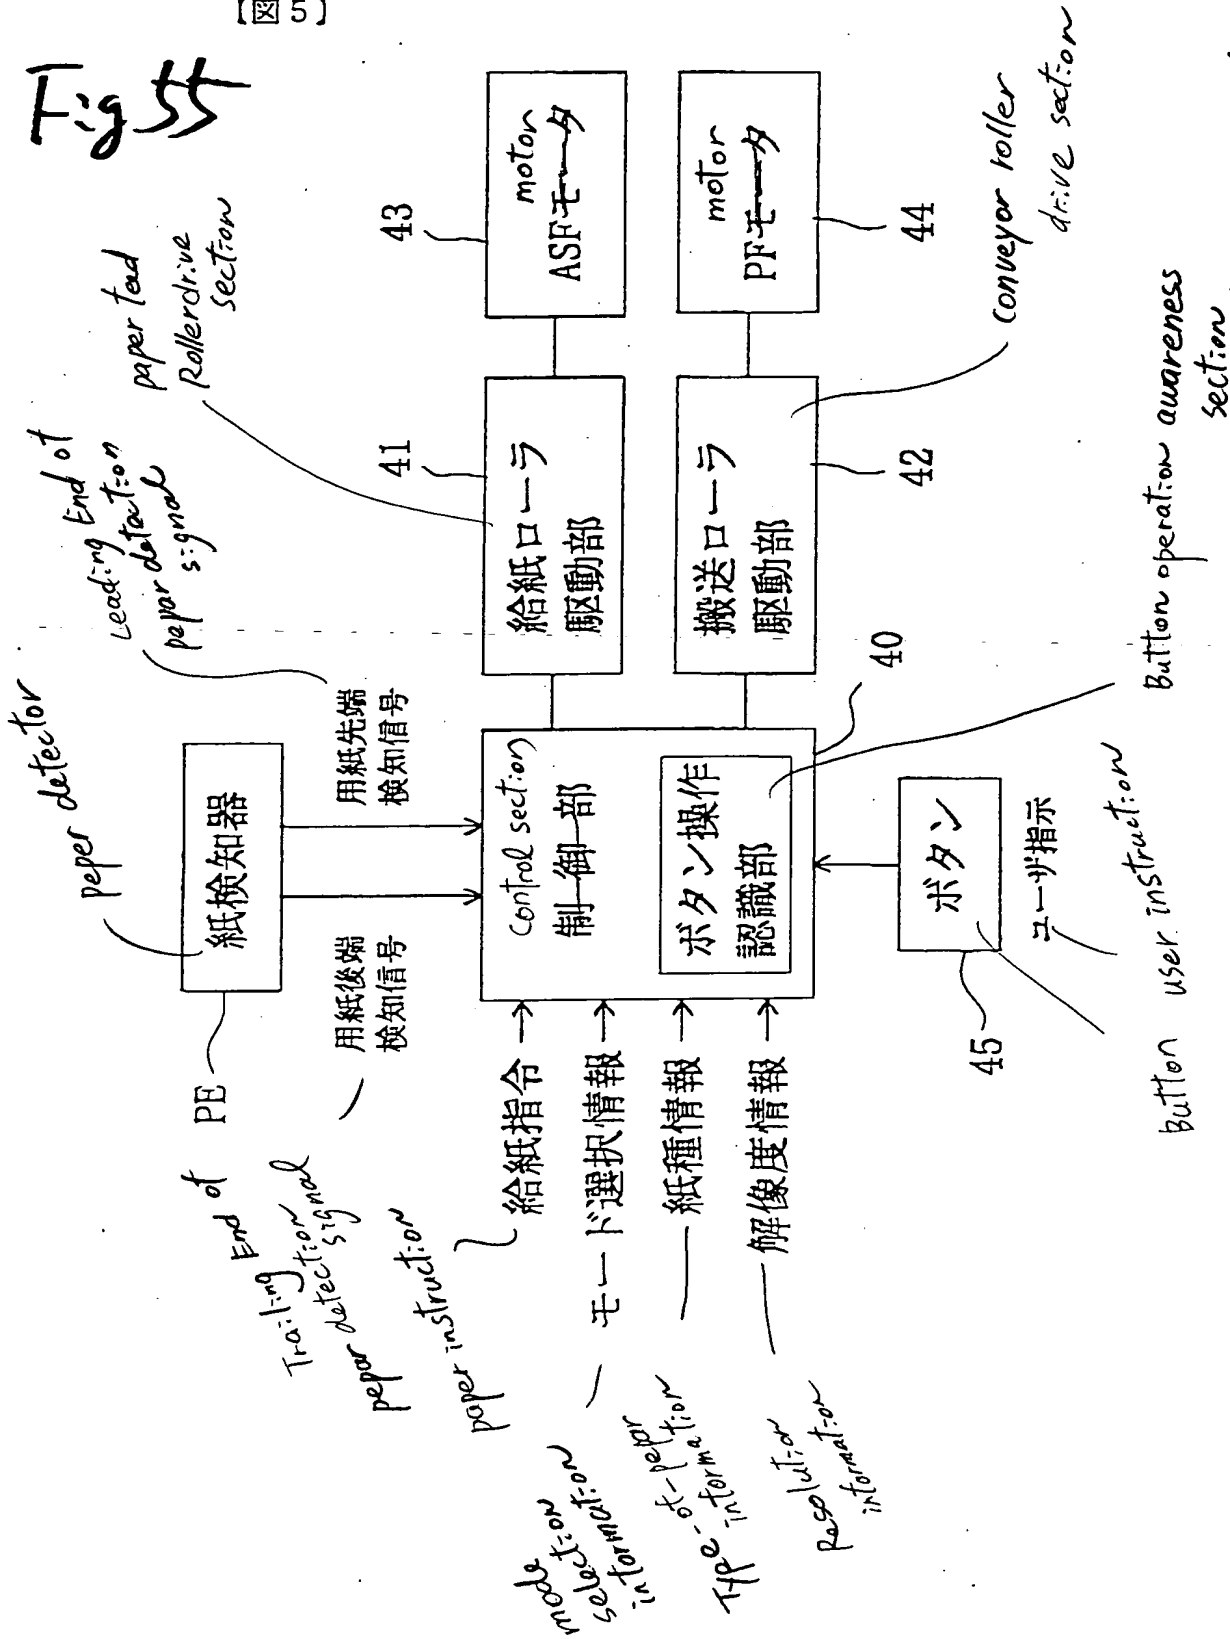 【図5】
Fig 55
peper detector
紙検知器
PE
Leading End of
pepar detection
signal
用紙先端
検知信号
用紙後端
検知信号
Trailing End of
pepar detection
signal
paper feed
Roller drive
section
41
給紙ローラ
駆動部
43
motor
ASFモータ
control section
制御部
ボタン操作
認識部
40
搬送ローラ
駆動部
42
motor
PFモータ
44
conveyor roller
drive section
給紙指令
paper instruction
モード選択情報
mode
selection
information
紙種情報
Type-of-pepar
information
解像度情報
Resolution
information
ボタン
45
ユーザ指示
Button
user instruction
Button operation awareness
section